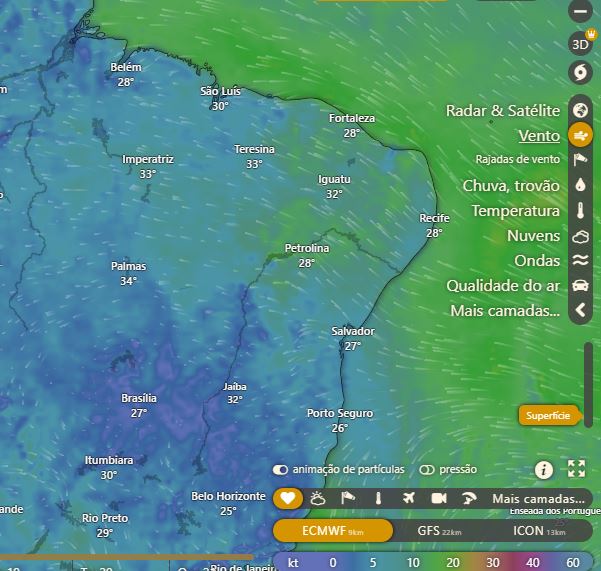 3D
Belém
28°
São Luís
30°
Radar & Satélite
Fortaleza
28°
Vento
Teresina
33°
Imperatriz
33°
Rajadas de vento
Iguatu
32°
Chuva, trovão
Temperatura
Recife
28°
Nuvens
Petrolina
28°
Ondas
Palmas
34°
Qualidade do ar
Mais camadas...
Salvador
27°
Jaíba
32°
Brasília
27°
Porto Seguro
26°
Superfície
Itumbiara
30°
animação de partículas
pressão
Belo Horizonte
25°
Mais camadas...
Rio Preto
29°
Enseada dos Portugue
ECMWF 9km
GFS 22km
ICON 13km
kt 0 5 10 20 30 40 60
Rio de Janeiro